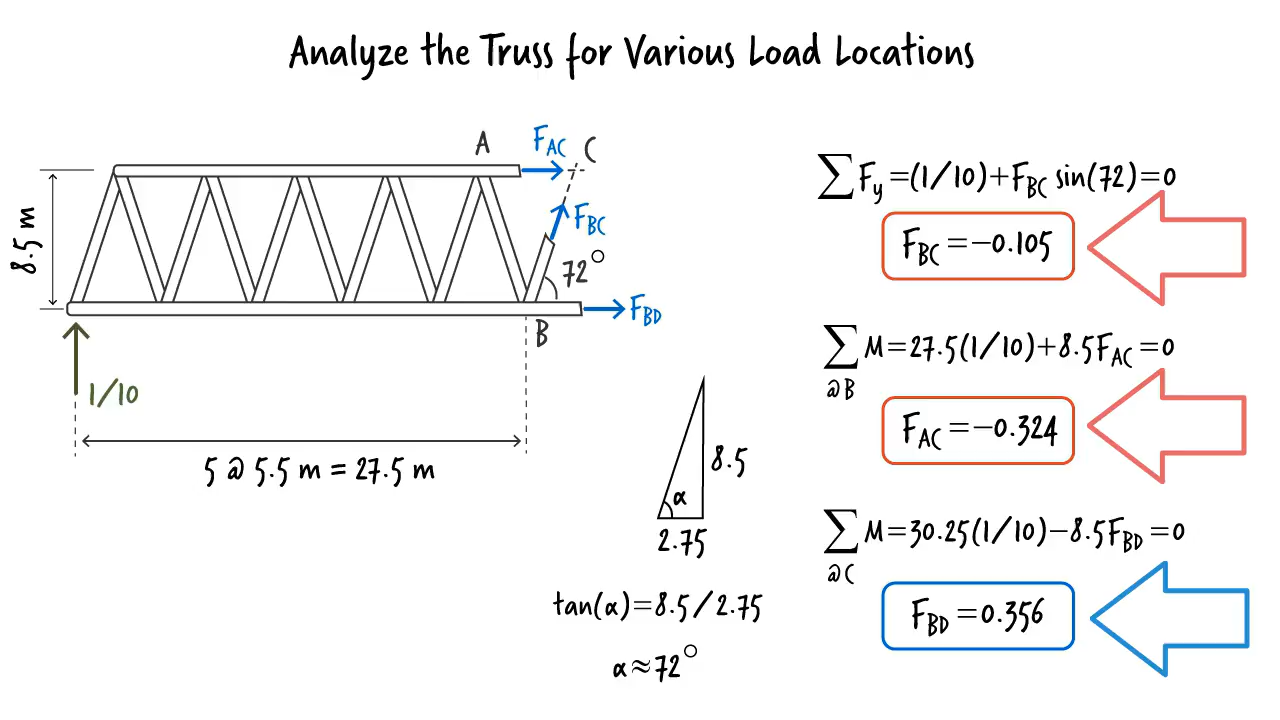 Analyze the Truss for Various Load Locations
A
F_AC
C
F_BC
8.5 m
72°
F_BD
B
1/10
5 @ 5.5 m = 27.5 m
α
8.5
2.75
tan(α)=8.5/2.75
α≈72°
∑F_y=(1/10)+F_BC sin(72)=0
F_BC=-0.105
∑M=27.5(1/10)+8.5F_AC=0
@B
F_AC=-0.324
∑M=30.25(1/10)-8.5F_BD=0
@C
F_BD=0.356